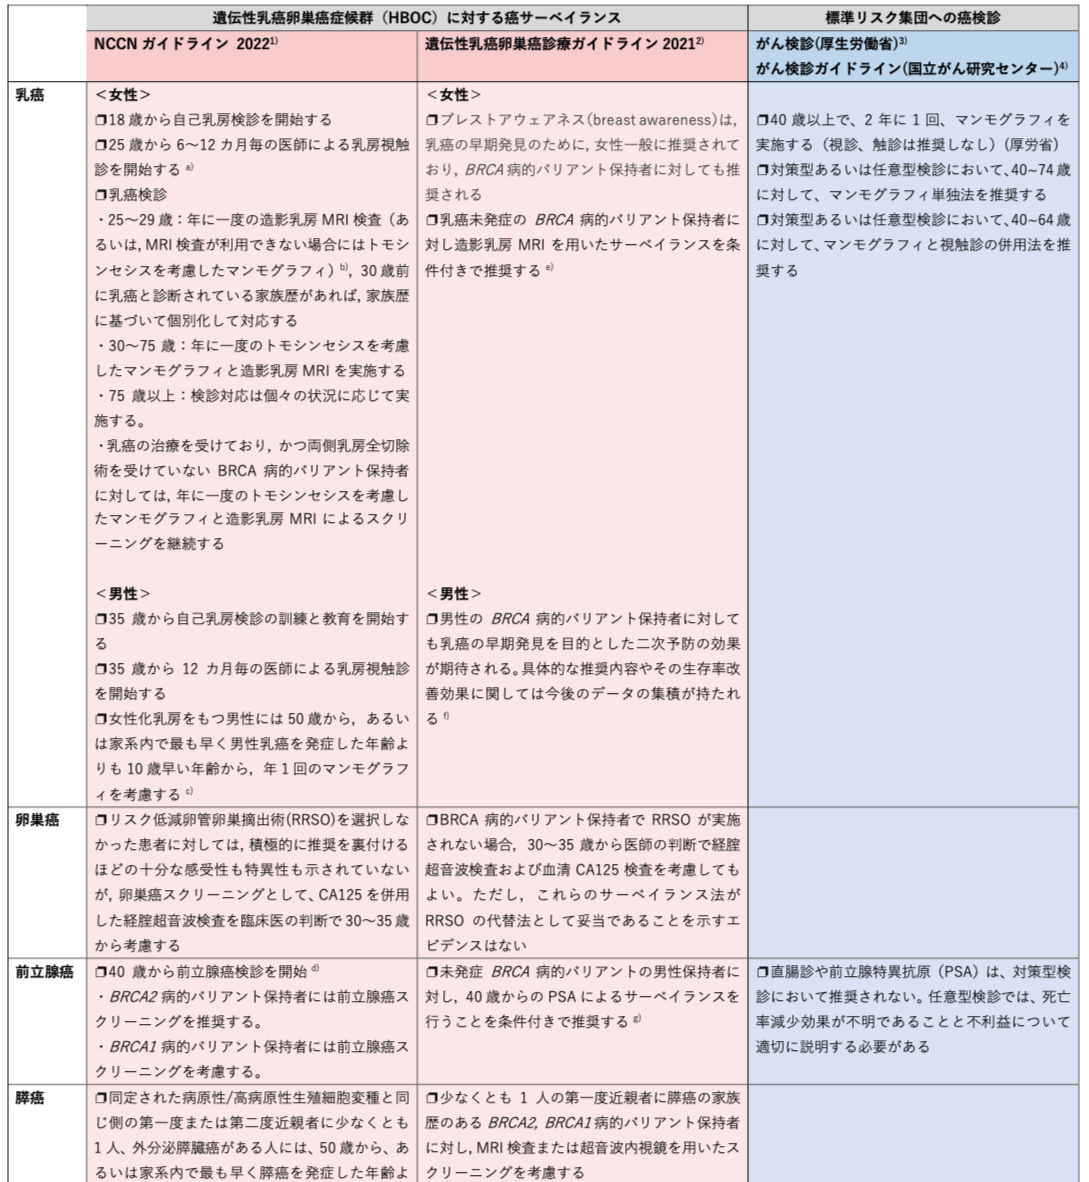 遺伝性乳癌卵巣癌症候群（HBOC）に対する癌サーベイランス
標準リスク集団への癌検診
NCCN ガイドライン 2022¹⁾
遺伝性乳癌卵巣癌診療ガイドライン 2021²⁾
がん検診(厚生労働省)³⁾
がん検診ガイドライン(国立がん研究センター)⁴⁾
乳癌
＜女性＞
❐18 歳から自己乳房検診を開始する
❐25 歳から 6～12 カ月毎の医師による乳房視触
診を開始する ᵃ⁾
❐乳癌検診
・25～29 歳：年に一度の造影乳房 MRI 検査（あ
るいは, MRI 検査が利用できない場合にはトモシ
ンセシスを考慮したマンモグラフィ）ᵇ⁾, 30 歳前
に乳癌と診断されている家族歴があれば, 家族歴
に基づいて個別化して対応する
・30～75 歳：年に一度のトモシンセシスを考慮
したマンモグラフィと造影乳房 MRI を実施する
・75 歳以上：検診対応は個々の状況に応じて実
施する。
・乳癌の治療を受けており, かつ両側乳房全切除
術を受けていない BRCA 病的バリアント保持者
に対しては, 年に一度のトモシンセシスを考慮し
たマンモグラフィと造影乳房 MRI によるスクリ
ーニングを継続する
＜男性＞
❐35 歳から自己乳房検診の訓練と教育を開始す
る
❐35 歳から 12 カ月毎の医師による乳房視触診
を開始する
❐女性化乳房をもつ男性には 50 歳から, あるい
は家系内で最も早く男性乳癌を発症した年齢よ
りも 10 歳早い年齢から, 年 1 回のマンモグラフ
ィを考慮する ᶜ⁾
＜女性＞
❐ブレストアウェアネス(breast awareness)は,
乳癌の早期発見のために, 女性一般に推奨されて
おり, BRCA 病的バリアント保持者に対しても推
奨される
❐乳癌未発症の BRCA 病的バリアント保持者に
対し造影乳房 MRI を用いたサーベイランスを条
件付きで推奨する ᵉ⁾
＜男性＞
❐男性の BRCA 病的バリアント保持者に対して
も乳癌の早期発見を目的とした二次予防の効果
が期待される。具体的な推奨内容やその生存率改
善効果に関しては今後のデータの集積が持たれ
る ᶠ⁾
❐40 歳以上で、2 年に 1 回、マンモグラフィを
実施する（視診、触診は推奨しなし）(厚労省）
❐対策型あるいは任意型検診において、40~74 歳
に対して、マンモグラフィ単独法を推奨する
❐対策型あるいは任意型検診において、40~64 歳
に対して、マンモグラフィと視触診の併用法を推
奨する
卵巣癌
❐リスク低減卵管卵巣摘出術(RRSO)を選択しな
かった患者に対しては, 積極的に推奨を裏付ける
ほどの十分な感受性も特異性も示されていない
が, 卵巣癌スクリーニングとして、CA125 を併用
した経腟超音波検査を臨床医の判断で 30～35 歳
から考慮する
❐BRCA 病的バリアント保持者で RRSO が実施
されない場合, 30～35 歳から医師の判断で経腟
超音波検査および血清 CA125 検査を考慮しても
よい。ただし, これらのサーベイランス法が
RRSO の代替法として妥当であることを示すエ
ビデンスはない
前立腺癌
❐40 歳から前立腺癌検診を開始 ᵈ⁾
・BRCA2 病的バリアント保持者には前立腺癌ス
クリーニングを推奨する。
・BRCA1 病的バリアント保持者には前立腺癌ス
クリーニングを考慮する。
❐未発症 BRCA 病的バリアントの男性保持者に
対し, 40 歳からの PSA によるサーベイランスを
行うことを条件付きで推奨する ᵍ⁾
❐直腸診や前立腺特異抗原（PSA）は、対策型検
診において推奨されない。任意型検診では、死亡
率減少効果が不明であることと不利益について
適切に説明する必要がある
膵癌
❐同定された病原性/高病原性生殖細胞変種と同
じ側の第一度または第二度近親者に少なくとも
1 人、外分泌膵臓癌がある人には、50 歳から、あ
るいは家系内で最も早く膵癌を発症した年齢よ
❐少なくとも 1 人の第一度近親者に膵癌の家族
歴のある BRCA2, BRCA1 病的バリアント保持者
に対し, MRI 検査または超音波内視鏡を用いたス
クリーニングを考慮する